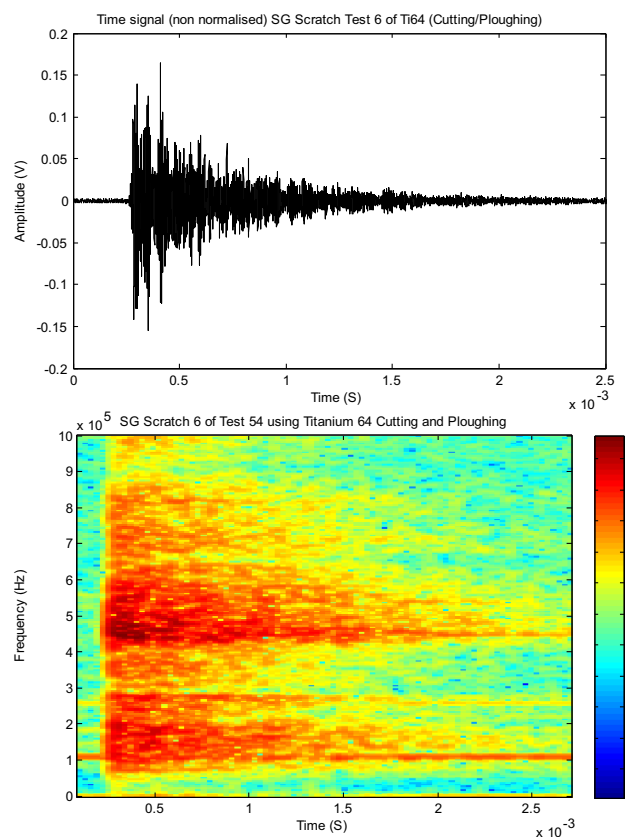 Time signal (non normalised) SG Scratch Test 6 of Ti64 (Cutting/Ploughing)
0.2
0.15
0.1
0.05
0
-0.05
-0.1
-0.15
-0.2
Amplitude (V)
0 0.5 1 1.5 2 2.5
Time (S)
x 10⁻³
x 10⁵
SG Scratch 6 of Test 54 using Titanium 64 Cutting and Ploughing
10
9
8
7
6
5
4
3
2
1
0
Frequency (Hz)
0.5 1 1.5 2 2.5
Time (S)
x 10⁻³